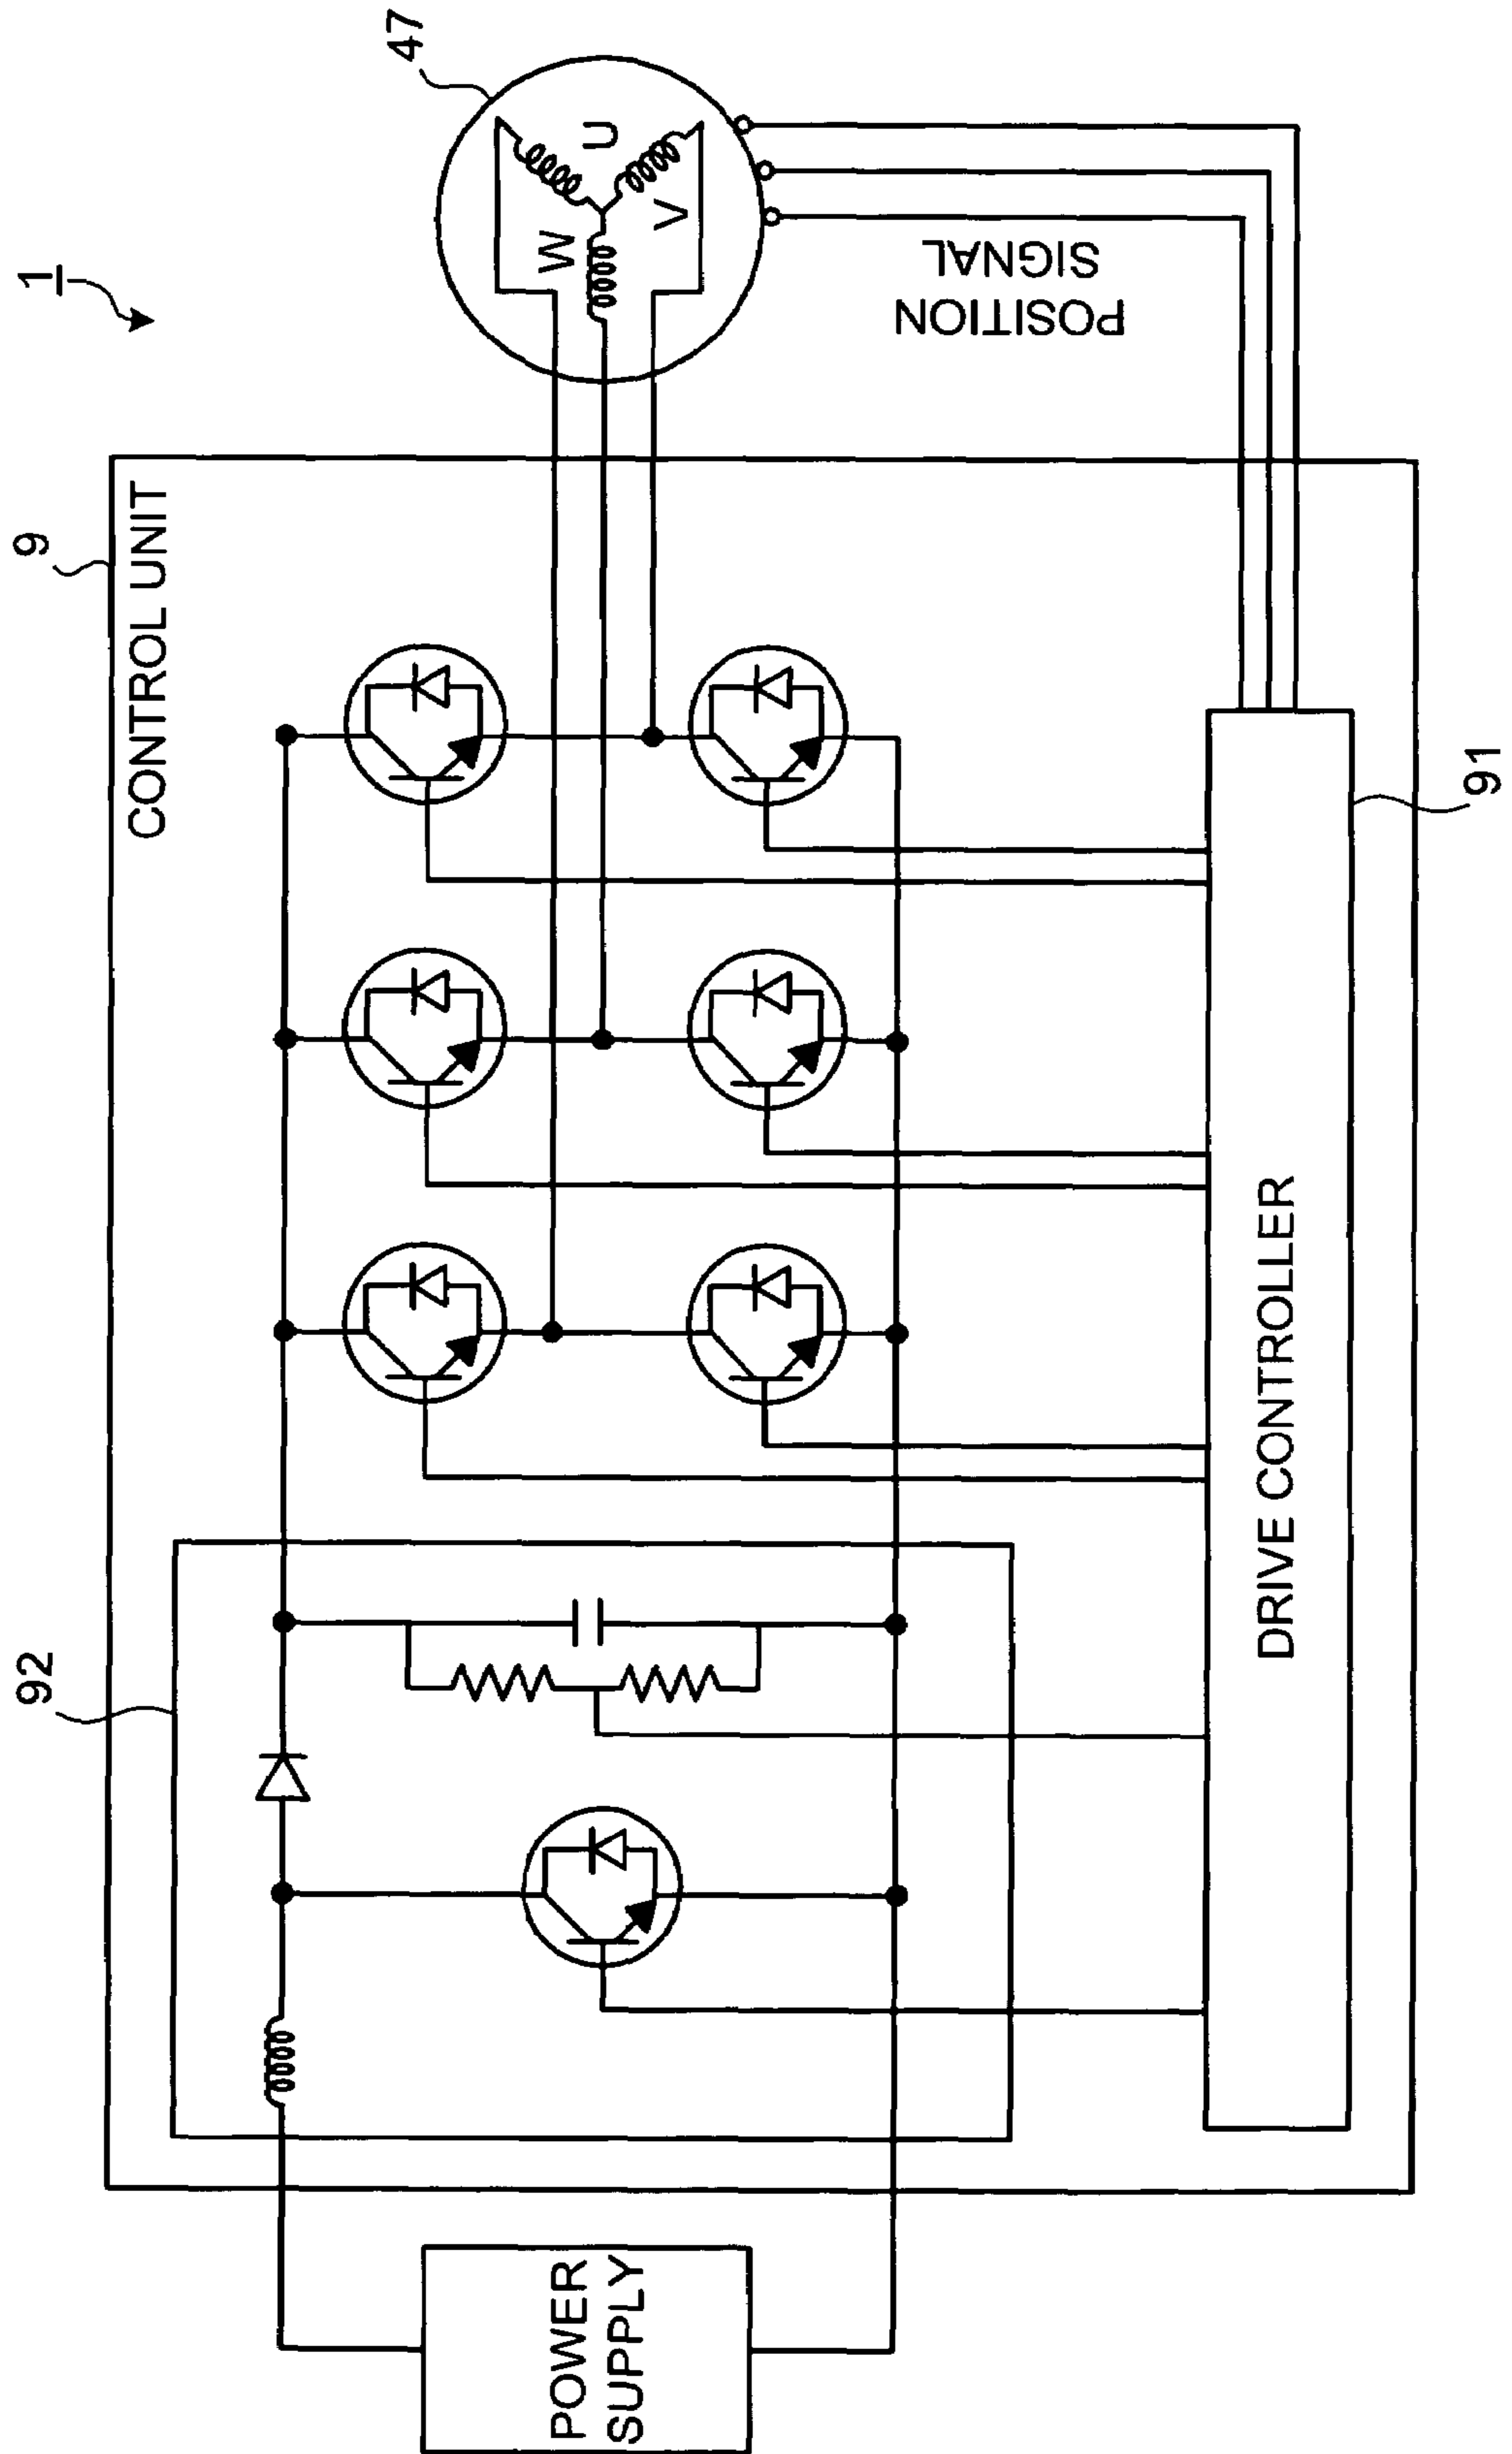 1
47
9
CONTROL UNIT
U
W
V
POSITION
SIGNAL
92
POWER
SUPPLY
DRIVE CONTROLLER
91